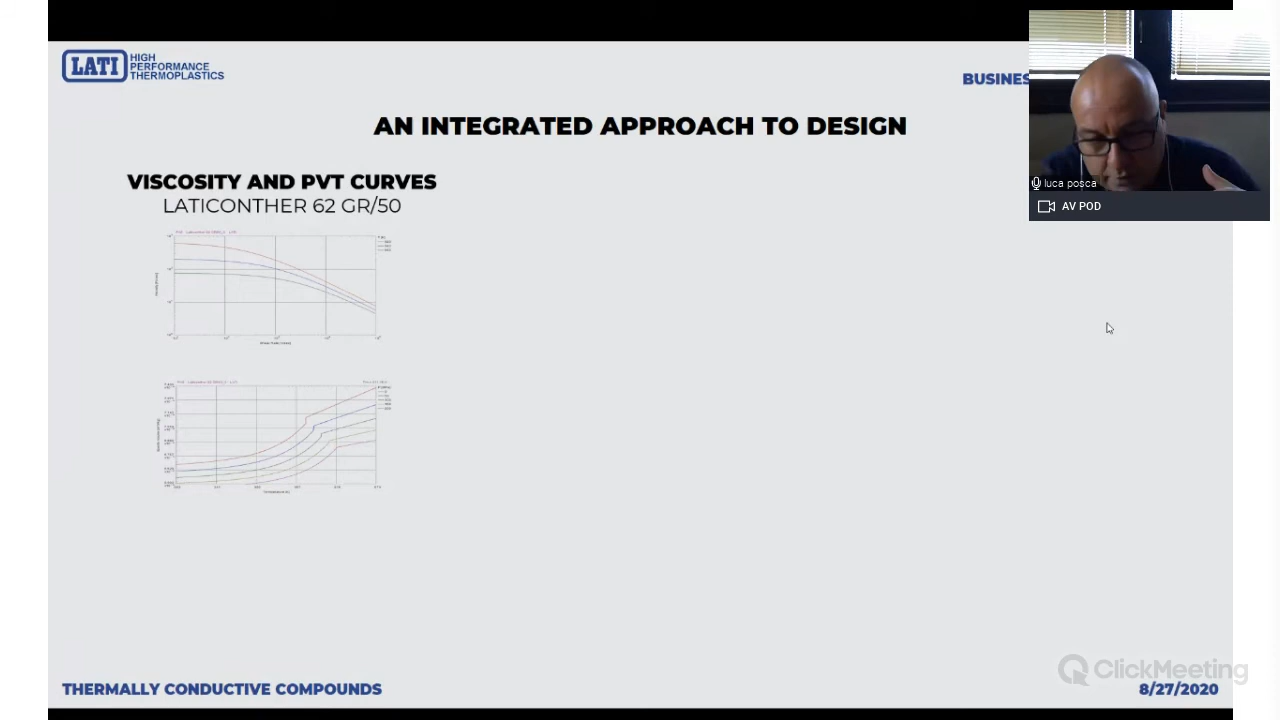 LATI
HIGH
PERFORMANCE
THERMOPLASTICS
BUSINES
AN INTEGRATED APPROACH TO DESIGN
VISCOSITY AND PVT CURVES
LATICONTHER 62 GR/50
luca posca
AV POD
ClickMeeting
THERMALLY CONDUCTIVE COMPOUNDS
8/27/2020